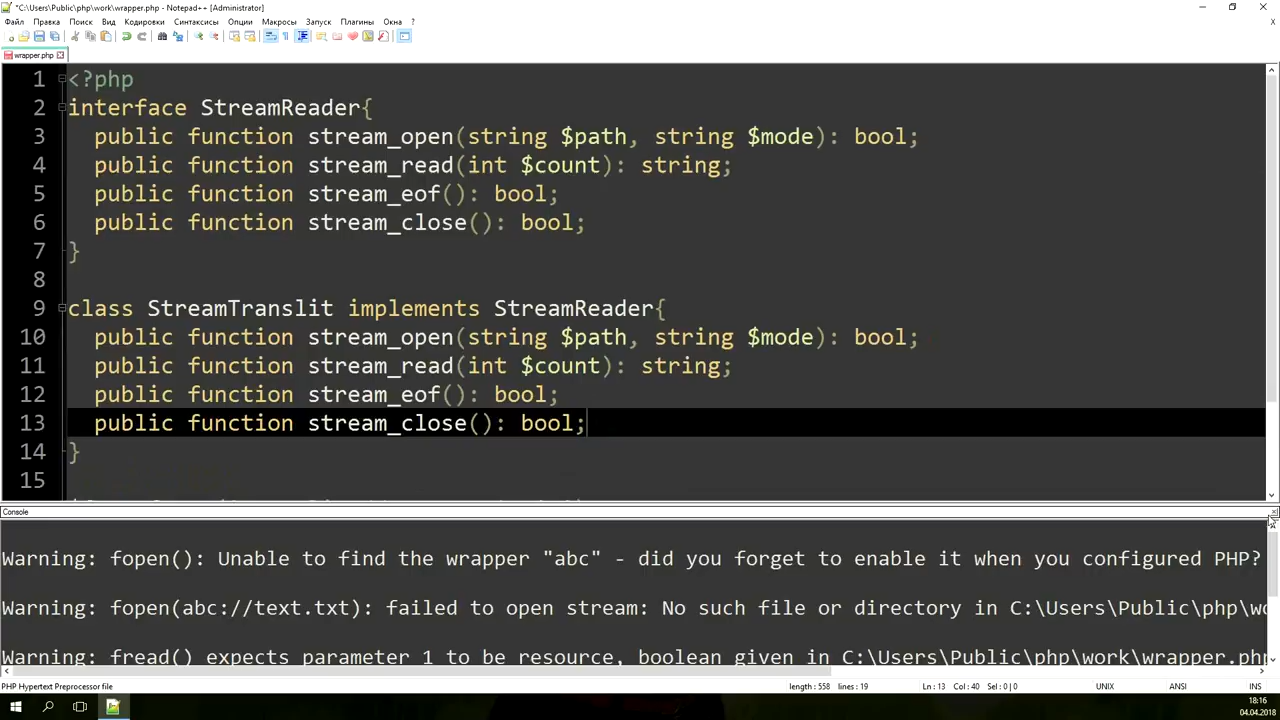 *C:\Users\Public\php\work\wrapper.php - Notepad++ [Administrator]
Файл Правка Поиск Вид Кодировки Синтаксисы Опции Макросы Запуск Плагины Окна ?
X
wrapper.php
1 <?php
2 interface StreamReader{
3 public function stream_open(string $path, string $mode): bool;
4 public function stream_read(int $count): string;
5 public function stream_eof(): bool;
6 public function stream_close(): bool;
7 }
8
9 class StreamTranslit implements StreamReader{
10 public function stream_open(string $path, string $mode): bool;
11 public function stream_read(int $count): string;
12 public function stream_eof(): bool;
13 public function stream_close(): bool;
14 }
15
Console
Warning: fopen(): Unable to find the wrapper "abc" - did you forget to enable it when you configured PHP?
Warning: fopen(abc://text.txt): failed to open stream: No such file or directory in C:\Users\Public\php\wo
Warning: fread() expects parameter 1 to be resource, boolean given in C:\Users\Public\php\work\wrapper.php
PHP Hypertext Preprocessor file length : 558 lines : 19 Ln : 13 Col : 40 Sel : 0 | 0 UNIX ANSI INS
18:16
04.04.2018